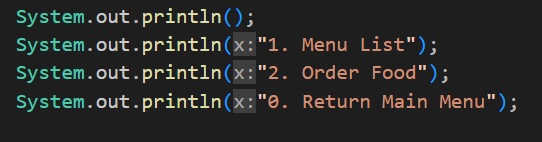 System.out.println();
System.out.println(x:"1. Menu List");
System.out.println(x:"2. Order Food");
System.out.println(x:"0. Return Main Menu");